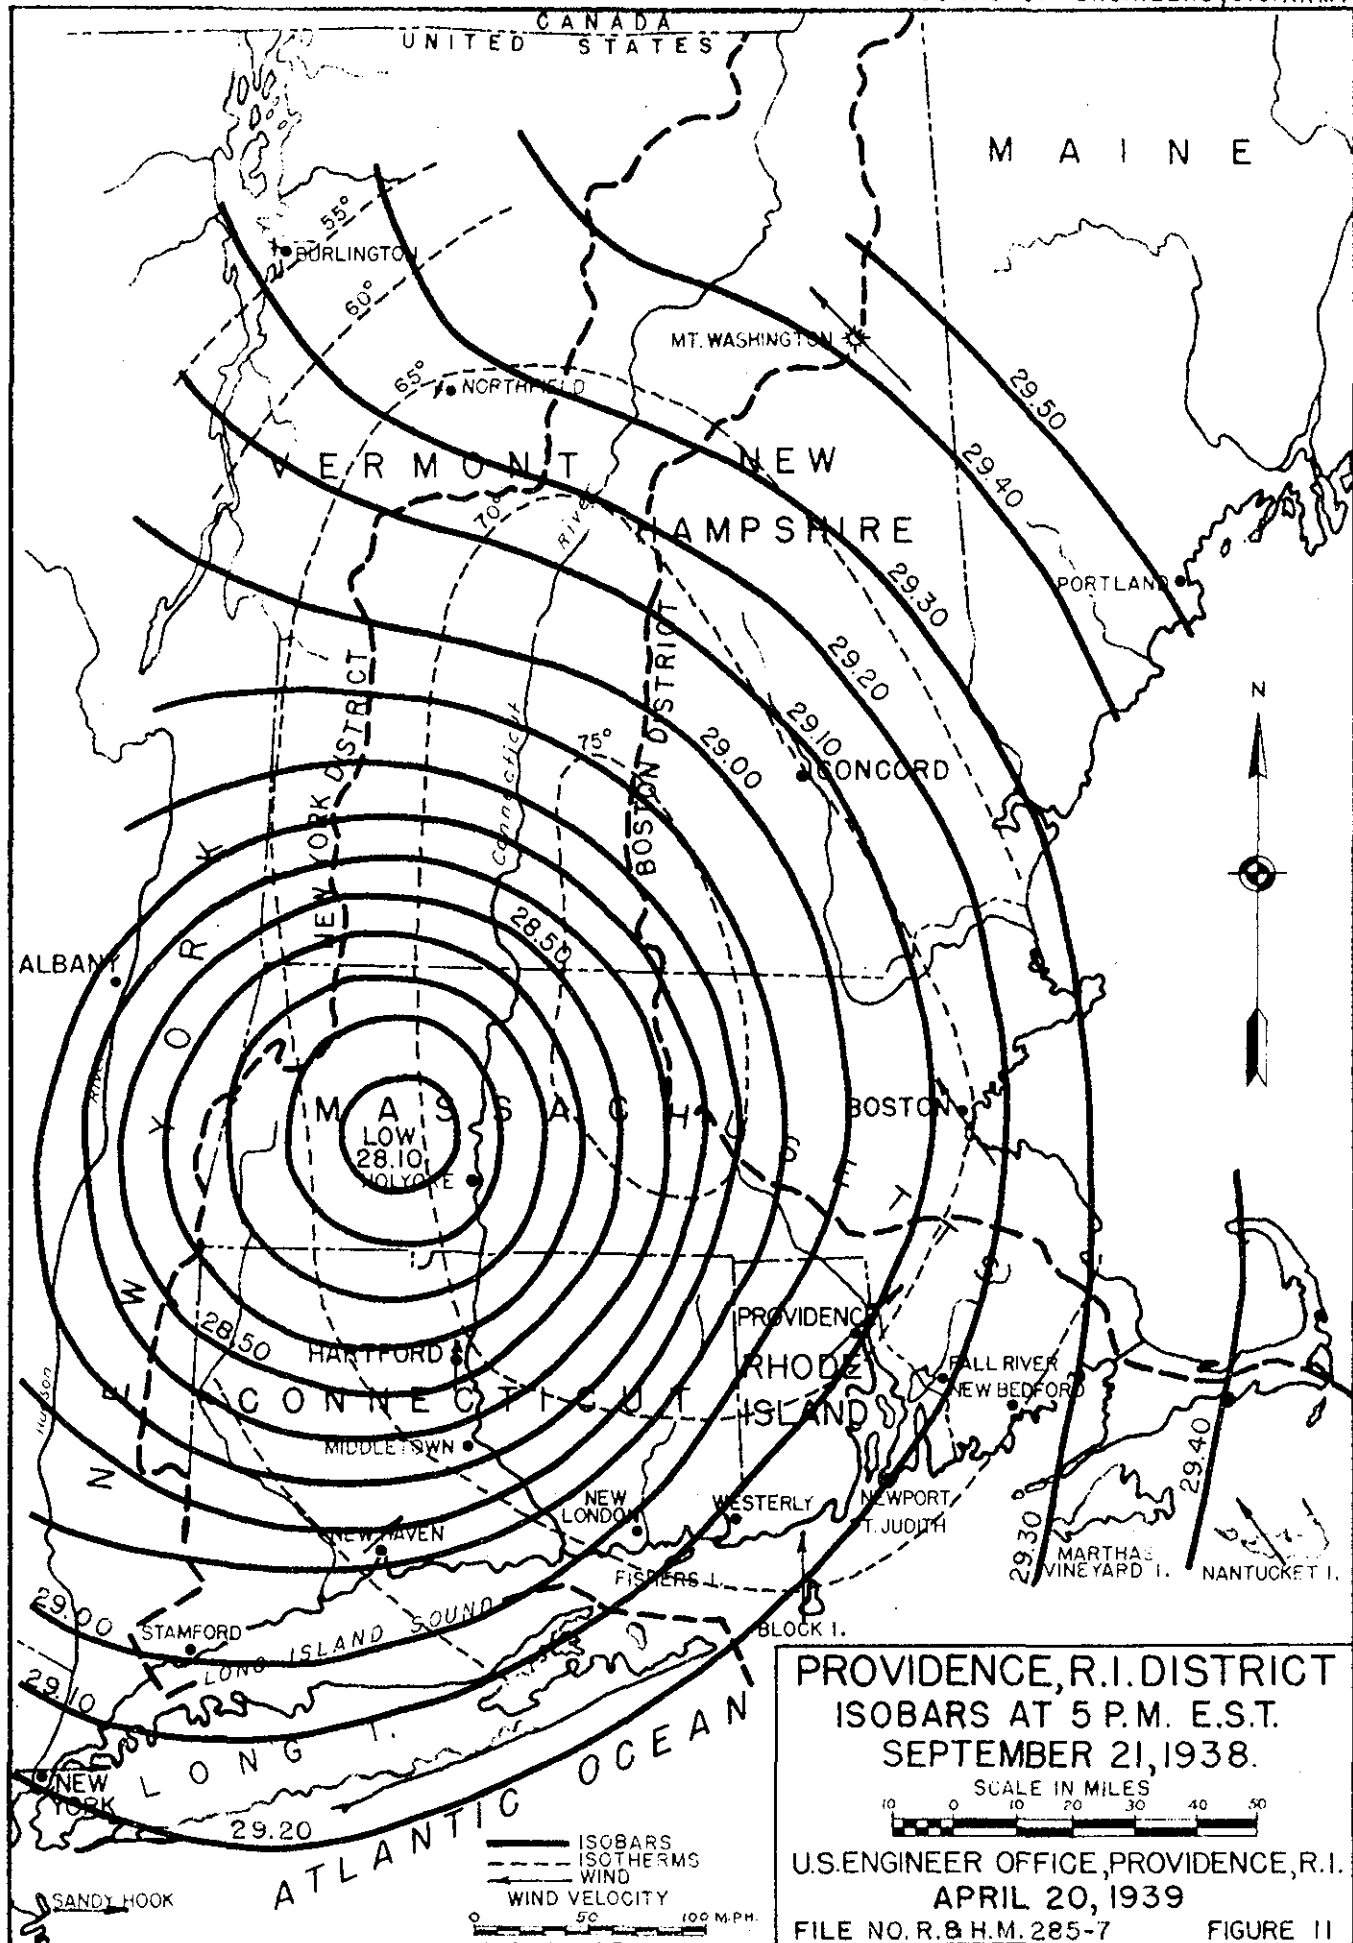 CANADA
UNITED STATES
MAINE
55°
BURLINGTON
60°
MT. WASHINGTON
65°
NORTHFIELD
29.50
VERMONT
NEW
HAMPSHIRE
29.40
70°
River
PORTLAND
29.30
29.20
BOSTON DISTRICT
NEW YORK DISTRICT
Connecticut
N
29.10
29.00
75°
CONCORD
BOSTON DISTRICT
NEW YORK
28.50
ALBANY
RIVER
MASSACHUSETTS
BOSTON
LOW
28.10
HOLYOKE
28.50
HARTFORD
PROVIDENCE
RHODE
ISLAND
FALL RIVER
NEW BEDFORD
CONNECTICUT
Hudson
MIDDLETOWN
29.40
NEW
LONDON
WESTERLY
NEWPORT
T. JUDITH
NEW HAVEN
29.30
MARTHAS
VINEYARD I.
NANTUCKET I.
FISHERS I.
29.00
STAMFORD
LONG ISLAND SOUND
BLOCK I.
29.10
LONG I.
NEW
YORK
29.20
ATLANTIC OCEAN
SANDY HOOK
ISOBARS
ISOTHERMS
WIND
WIND VELOCITY
0 50 100 M.PH.
PROVIDENCE, R.I. DISTRICT
ISOBARS AT 5 P.M. E.S.T.
SEPTEMBER 21, 1938.
SCALE IN MILES
10 0 10 20 30 40 50
U.S. ENGINEER OFFICE, PROVIDENCE, R.I.
APRIL 20, 1939
FILE NO. R. & H.M. 285-7 FIGURE 11